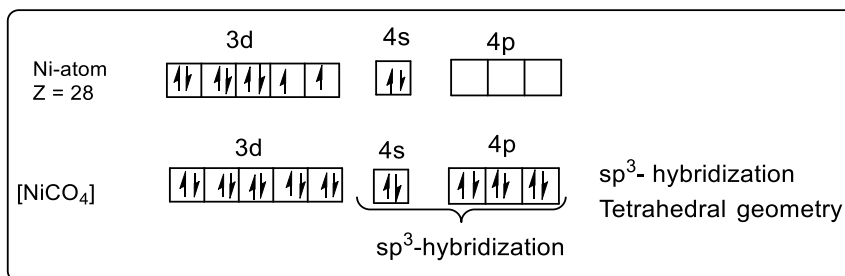 3d 4s 4p
Ni-atom
Z = 28
3d 4s 4p
[NiCO₄]
sp³- hybridization
Tetrahedral geometry
sp³-hybridization